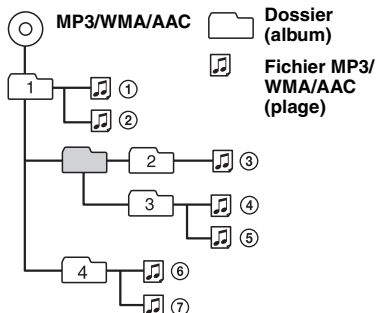 MP3/WMA/AAC
Dossier
(album)
Fichier MP3/
WMA/AAC
(plage)
1
①
②
2
③
3
④
⑤
4
⑥
⑦